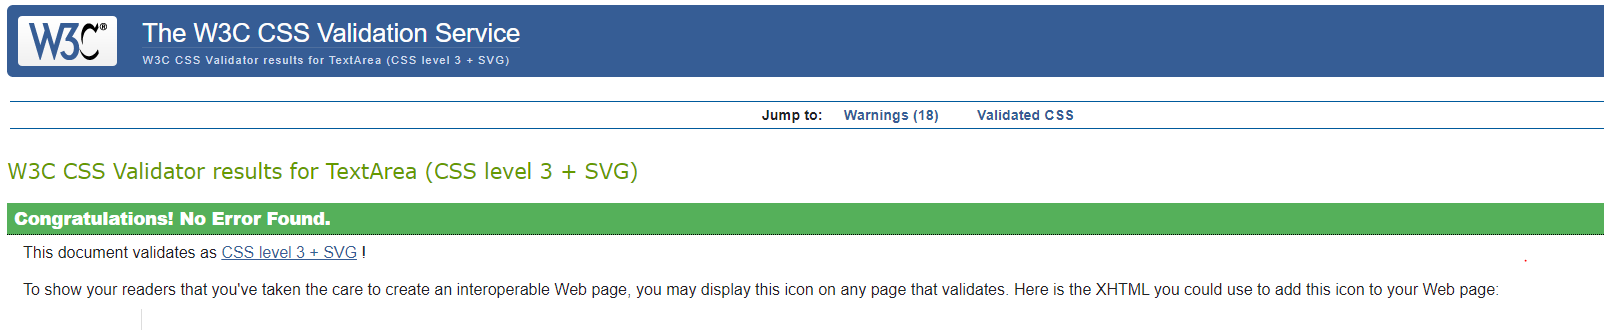 W3C®
The W3C CSS Validation Service
W3C CSS Validator results for TextArea (CSS level 3 + SVG)
Jump to: Warnings (18) Validated CSS
W3C CSS Validator results for TextArea (CSS level 3 + SVG)
Congratulations! No Error Found.
This document validates as CSS level 3 + SVG !
To show your readers that you've taken the care to create an interoperable Web page, you may display this icon on any page that validates. Here is the XHTML you could use to add this icon to your Web page: